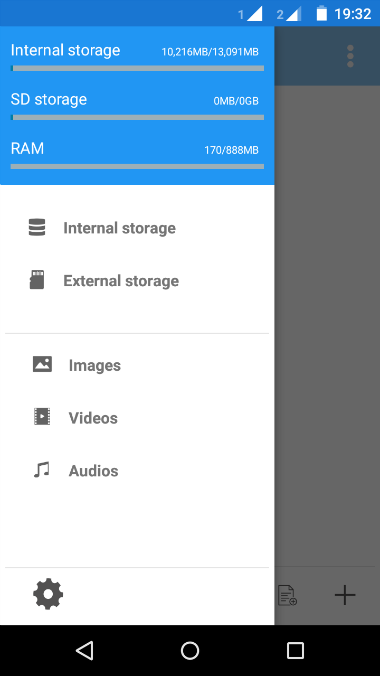 1 2 19:32
Internal storage 10,216MB/13,091MB
SD storage 0MB/0GB
RAM 170/888MB
Internal storage
External storage
Images
Videos
Audios